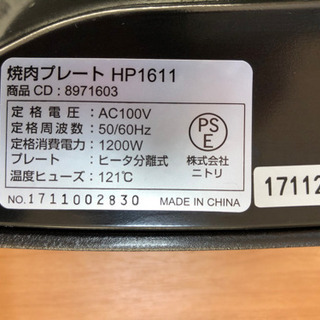 焼肉プレート HP1611
商品 CD : 8971603
定格電圧 : AC100V
定格周波数 : 50/60Hz
定格消費電力 : 1200W
プレート : ヒータ分離式
温度ヒューズ : 121℃
PSE
株式会社
ニトリ
NO. 1711002830 MADE IN CHINA
17112